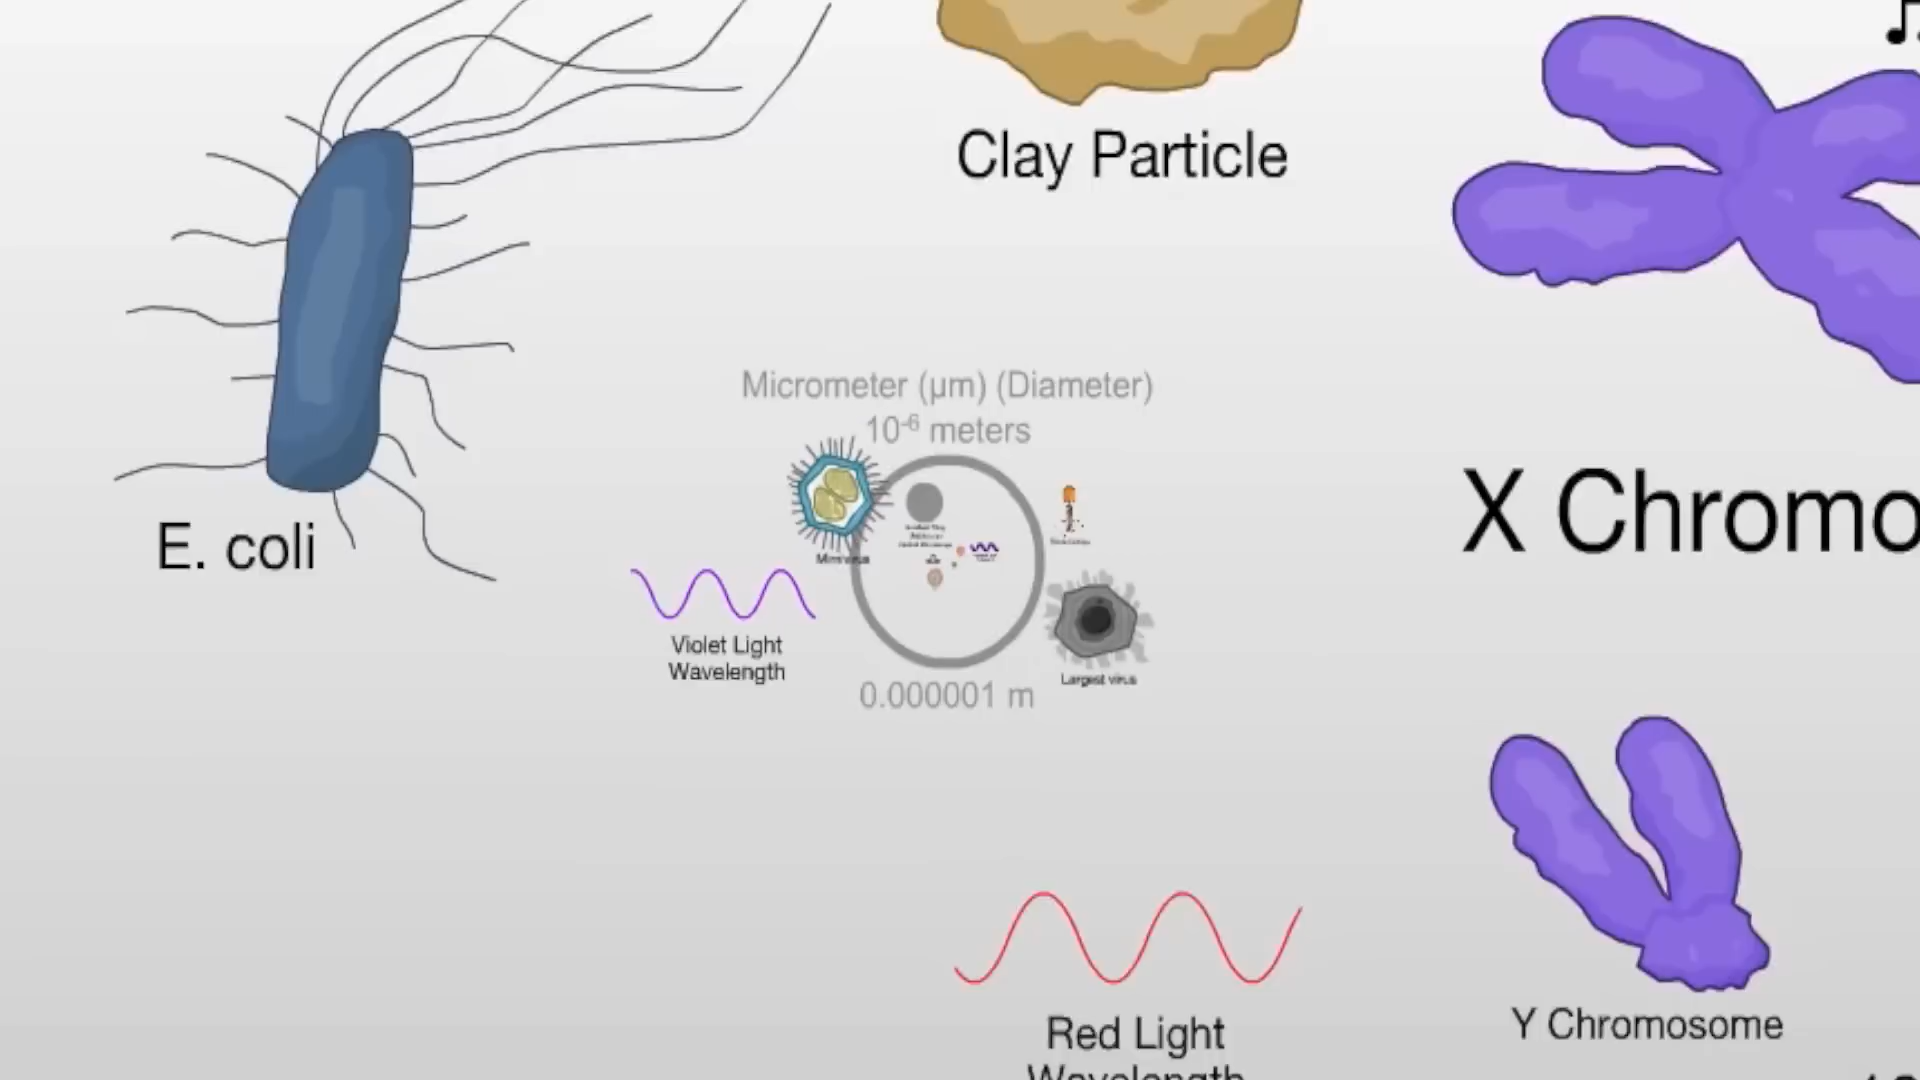 Clay Particle
Micrometer (µm) (Diameter)
10⁻⁶ meters
E. coli
X Chromo
Mimivirus
Violet Light
Wavelength
Largest virus
0.000001 m
Y Chromosome
Red Light
Wavelength